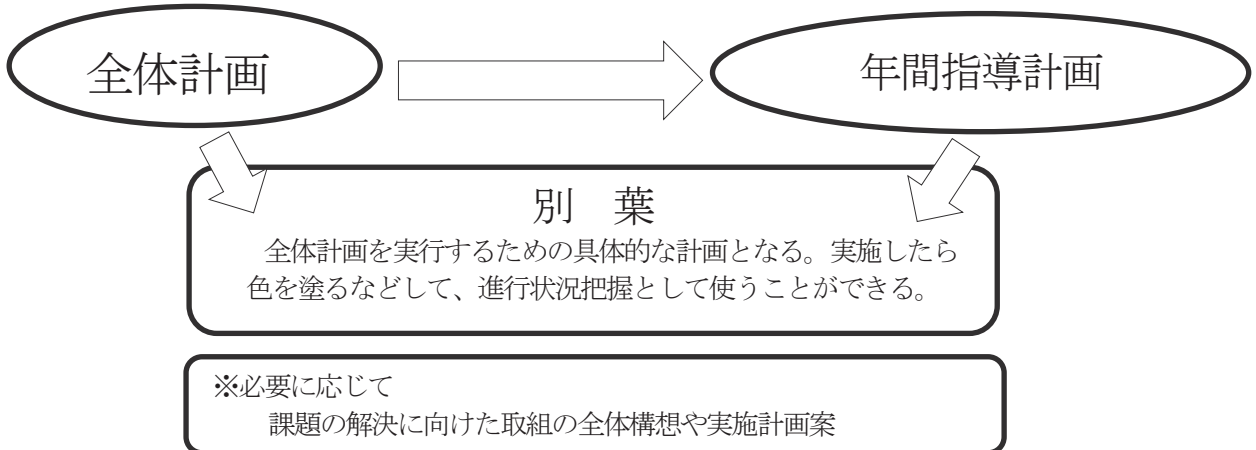 全体計画
年間指導計画
別　葉
全体計画を実行するための具体的な計画となる。実施したら
色を塗るなどして、進行状況把握として使うことができる。
※必要に応じて
課題の解決に向けた取組の全体構想や実施計画案